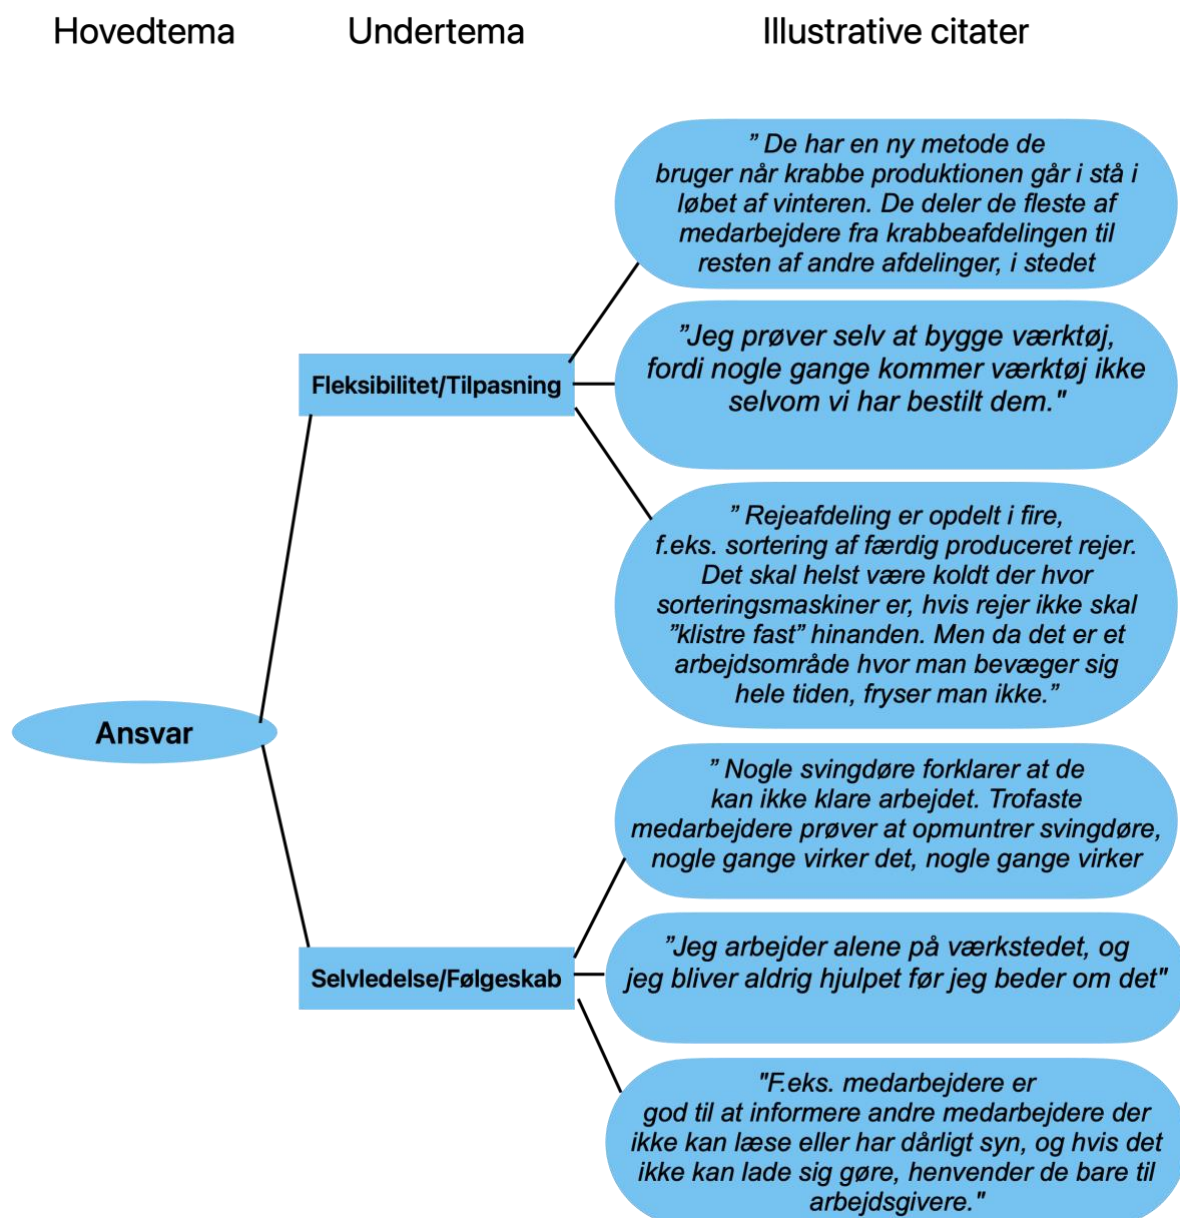 Hovedtema
Undertema
Illustrative citater
” De har en ny metode de
bruger når krabbe produktionen går i stå i
løbet af vinteren. De deler de fleste af
medarbejdere fra krabbeafdelingen til
resten af andre afdelinger, i stedet
”Jeg prøver selv at bygge værktøj,
fordi nogle gange kommer værktøj ikke
selvom vi har bestilt dem."
Fleksibilitet/Tilpasning
” Rejeafdeling er opdelt i fire,
f.eks. sortering af færdig produceret rejer.
Det skal helst være koldt der hvor
sorteringsmaskiner er, hvis rejer ikke skal
”klistre fast” hinanden. Men da det er et
arbejdsområde hvor man bevæger sig
hele tiden, fryser man ikke.”
Ansvar
” Nogle svingdøre forklarer at de
kan ikke klare arbejdet. Trofaste
medarbejdere prøver at opmuntrer svingdøre,
nogle gange virker det, nogle gange virker
Selvledelse/Følgeskab
”Jeg arbejder alene på værkstedet, og
jeg bliver aldrig hjulpet før jeg beder om det"
"F.eks. medarbejdere er
god til at informere andre medarbejdere der
ikke kan læse eller har dårligt syn, og hvis det
ikke kan lade sig gøre, henvender de bare til
arbejdsgivere."